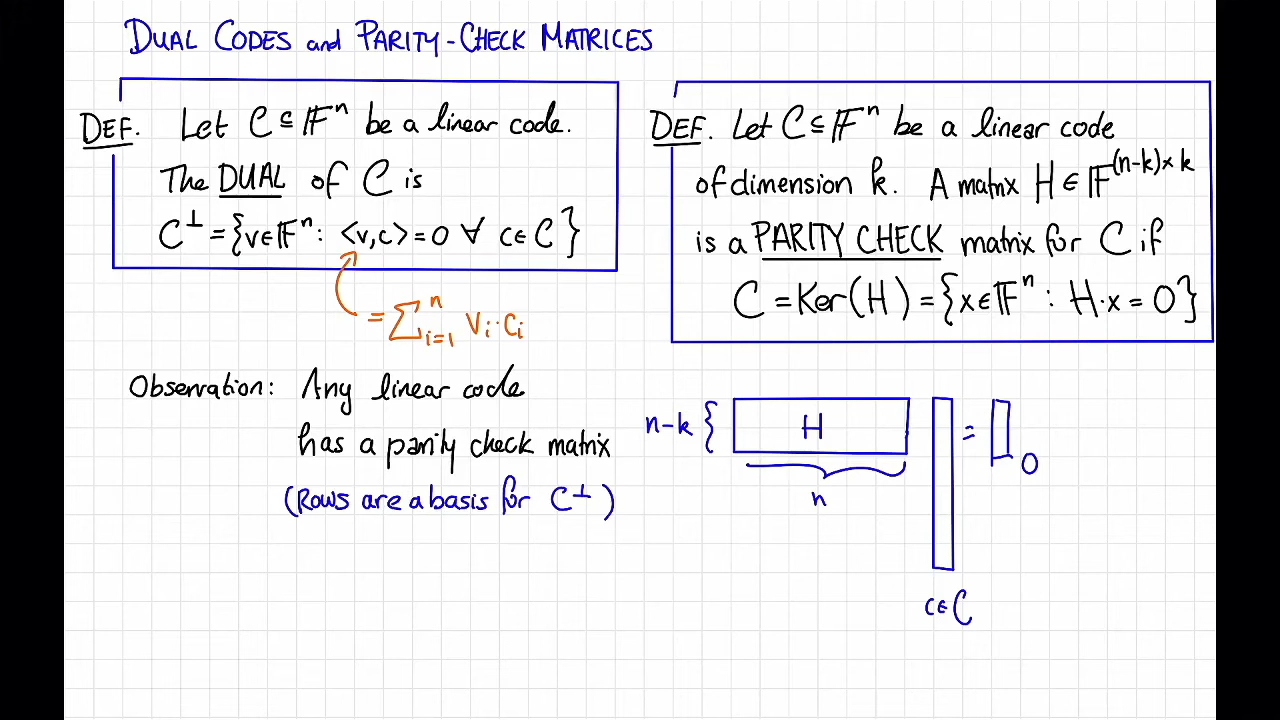 DUAL CODES and PARITY-CHECK MATRICES
DEF. Let C ⊆ 𝔽^n be a linear code.
The DUAL of C is
C^⊥ = {v∈𝔽^n : <v,c> = 0 ∀ c∈C}
= ∑_{i=1}^n v_i·c_i
Observation: Any linear code
has a parity check matrix
(Rows are a basis for C^⊥)
DEF. Let C ⊆ 𝔽^n be a linear code
of dimension k. A matrix H∈𝔽^{(n-k)×k}
is a PARITY CHECK matrix for C if
C = Ker(H) = {x∈𝔽^n : H·x = 0}
n-k { H = 0
n
c∈C